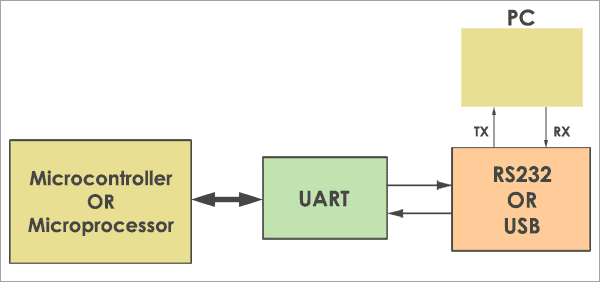 PC
TX
RX
Microcontroller
OR
Microprocessor
UART
RS232
OR
USB